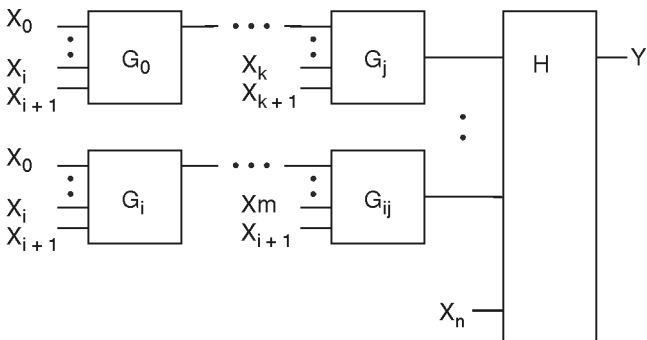 X0
Xi
Xi + 1
G0
Xk
Xk + 1
Gj
H
Y
X0
Xi
Xi + 1
Gi
Xm
Xi + 1
Gij
Xn